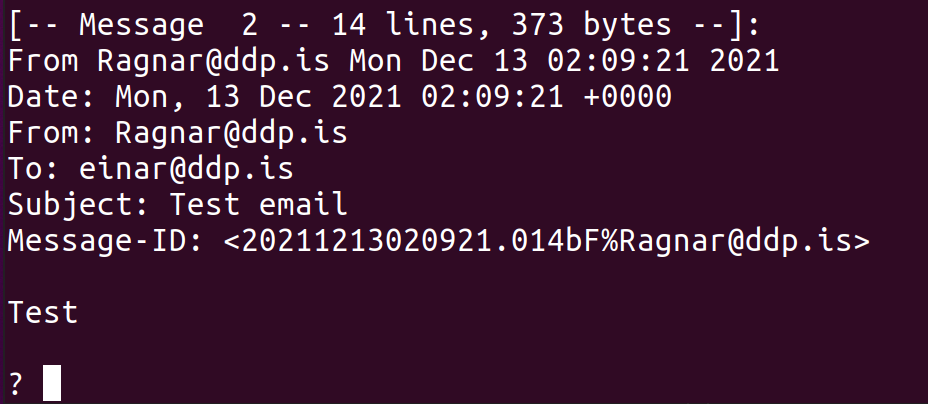 [-- Message  2 -- 14 lines, 373 bytes --]:
From Ragnar@ddp.is Mon Dec 13 02:09:21 2021
Date: Mon, 13 Dec 2021 02:09:21 +0000
From: Ragnar@ddp.is
To: einar@ddp.is
Subject: Test email
Message-ID: <20211213020921.014bF%Ragnar@ddp.is>
Test
?